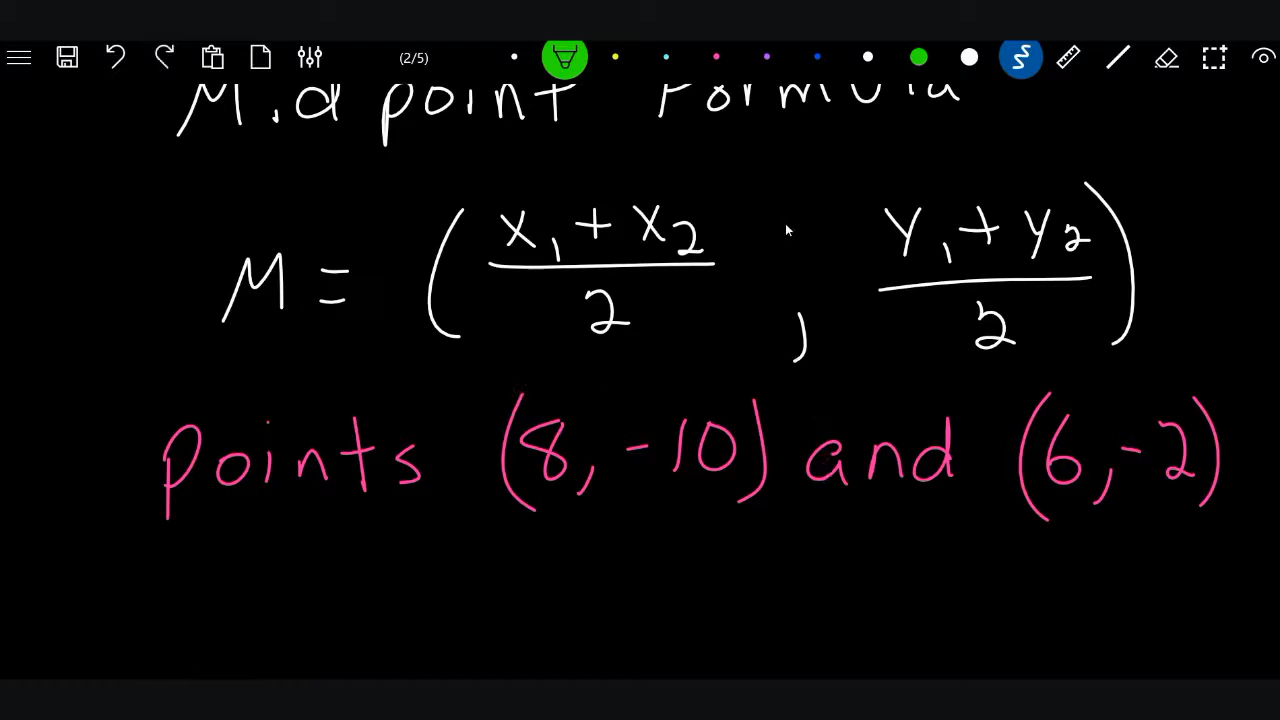 (2/5)
Midpoint Formula
M = ( x₁ + x₂ / 2 , y₁ + y₂ / 2 )
points (8, -10) and (6, -2)